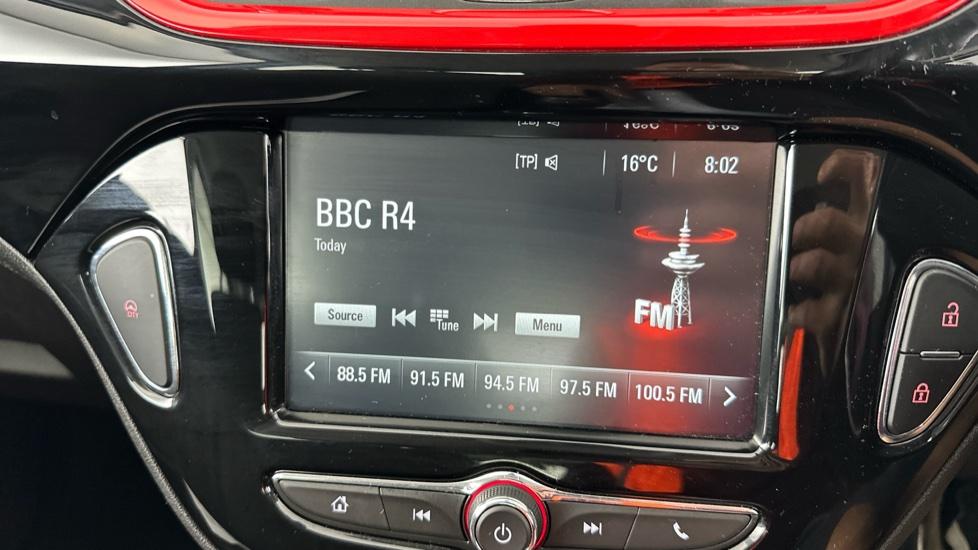 [TP] 16°C 8:02
BBC R4
Today
FM
Source Tune Menu
88.5 FM 91.5 FM 94.5 FM 97.5 FM 100.5 FM
CITY